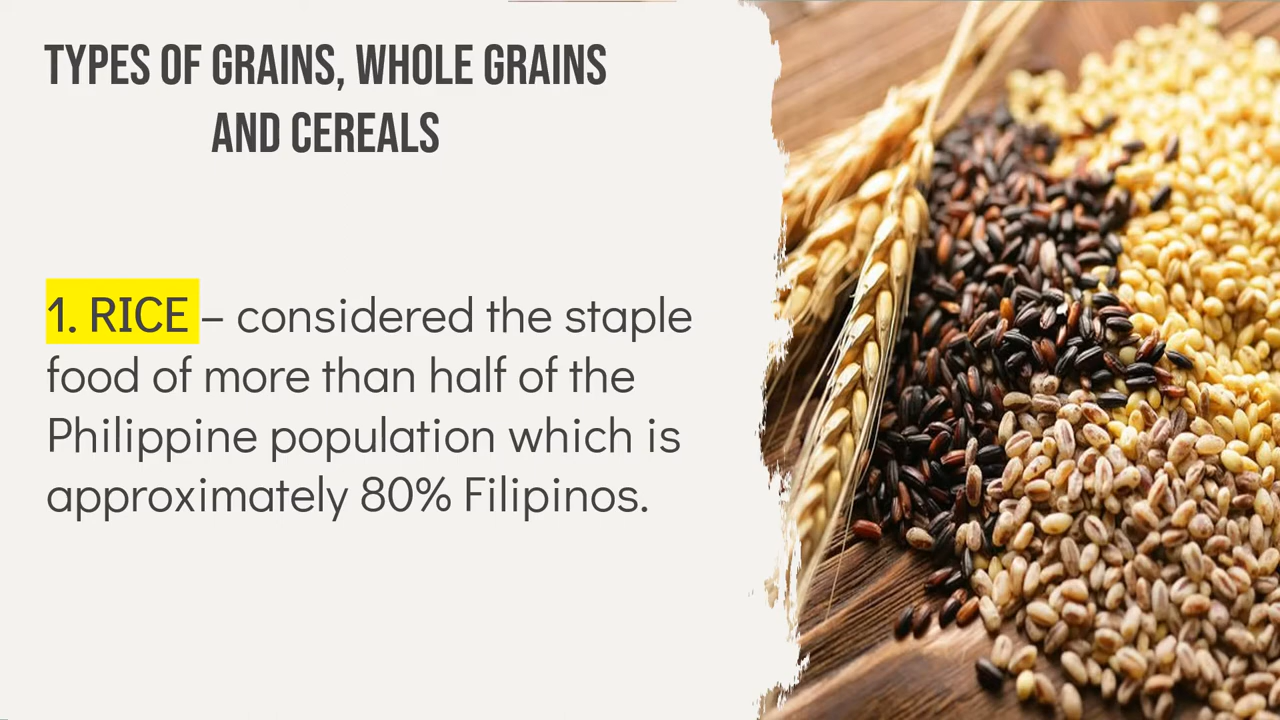 TYPES OF GRAINS, WHOLE GRAINS
AND CEREALS
1. RICE – considered the staple
food of more than half of the
Philippine population which is
approximately 80% Filipinos.